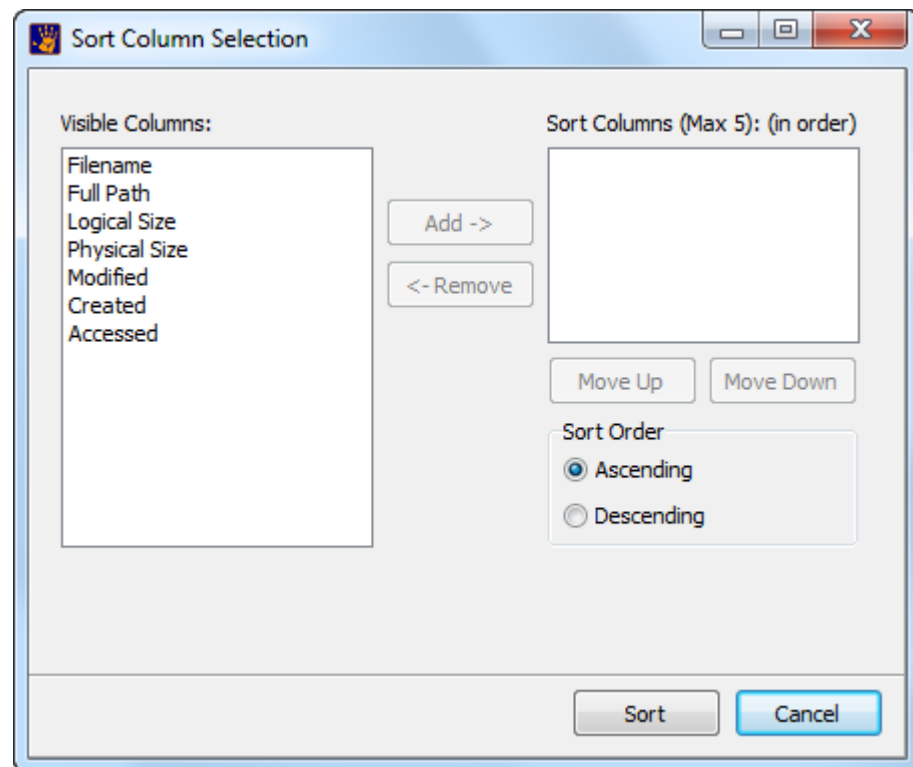 Sort Column Selection
Visible Columns:
Filename
Full Path
Logical Size
Physical Size
Modified
Created
Accessed
Add ->
<- Remove
Sort Columns (Max 5): (in order)
Move Up
Move Down
Sort Order
Ascending
Descending
Sort
Cancel